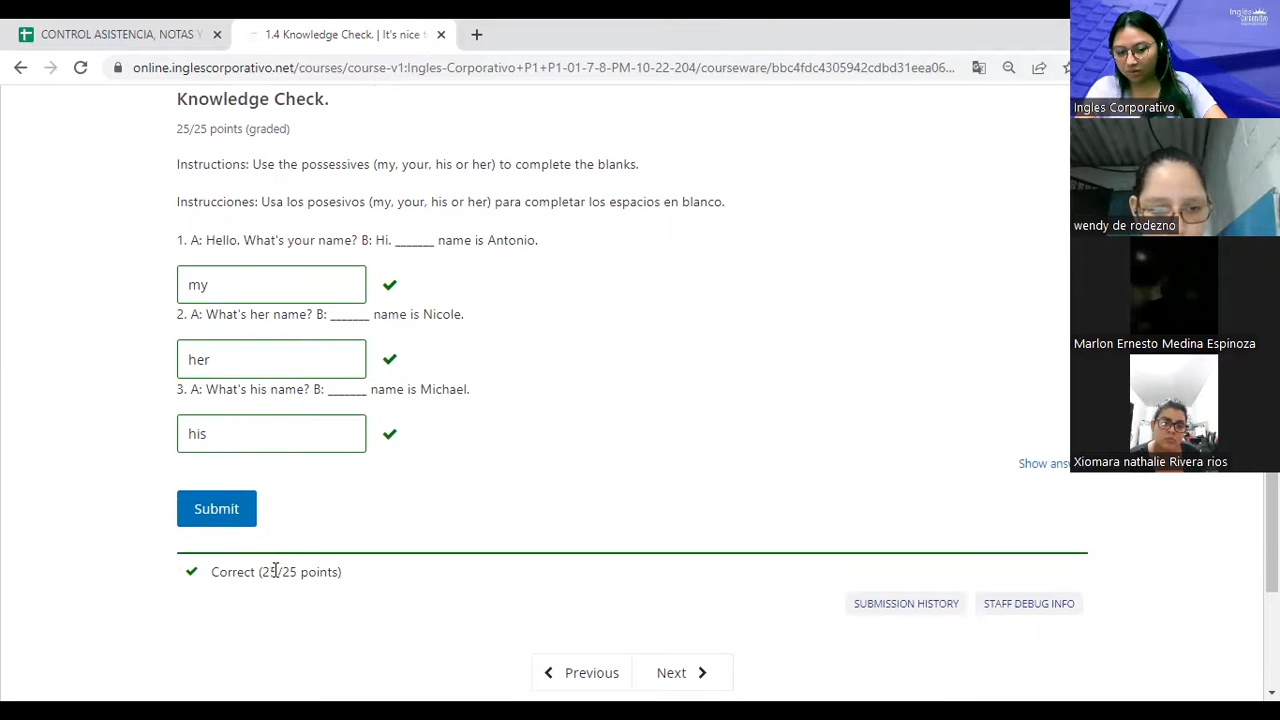 CONTROL ASISTENCIA, NOTAS Y
1.4 Knowledge Check. | It's nice t
online.inglescorporativo.net/courses/course-v1:Ingles-Corporativo+P1+P1-01-7-8-PM-10-22-204/courseware/bbc4fdc4305942cdbd31eea06...
Knowledge Check.
25/25 points (graded)
Instructions: Use the possessives (my, your, his or her) to complete the blanks.
Instrucciones: Usa los posesivos (my, your, his or her) para completar los espacios en blanco.
1. A: Hello. What's your name? B: Hi. _______ name is Antonio.
my
2. A: What's her name? B: _______ name is Nicole.
her
3. A: What's his name? B: _______ name is Michael.
his
Show ans
Submit
Correct (25/25 points)
SUBMISSION HISTORY
STAFF DEBUG INFO
Previous
Next
Inglés
CORPORATIVO
Ingles Corporativo
wendy de rodezno
Marlon Ernesto Medina Espinoza
Xiomara nathalie Rivera rios